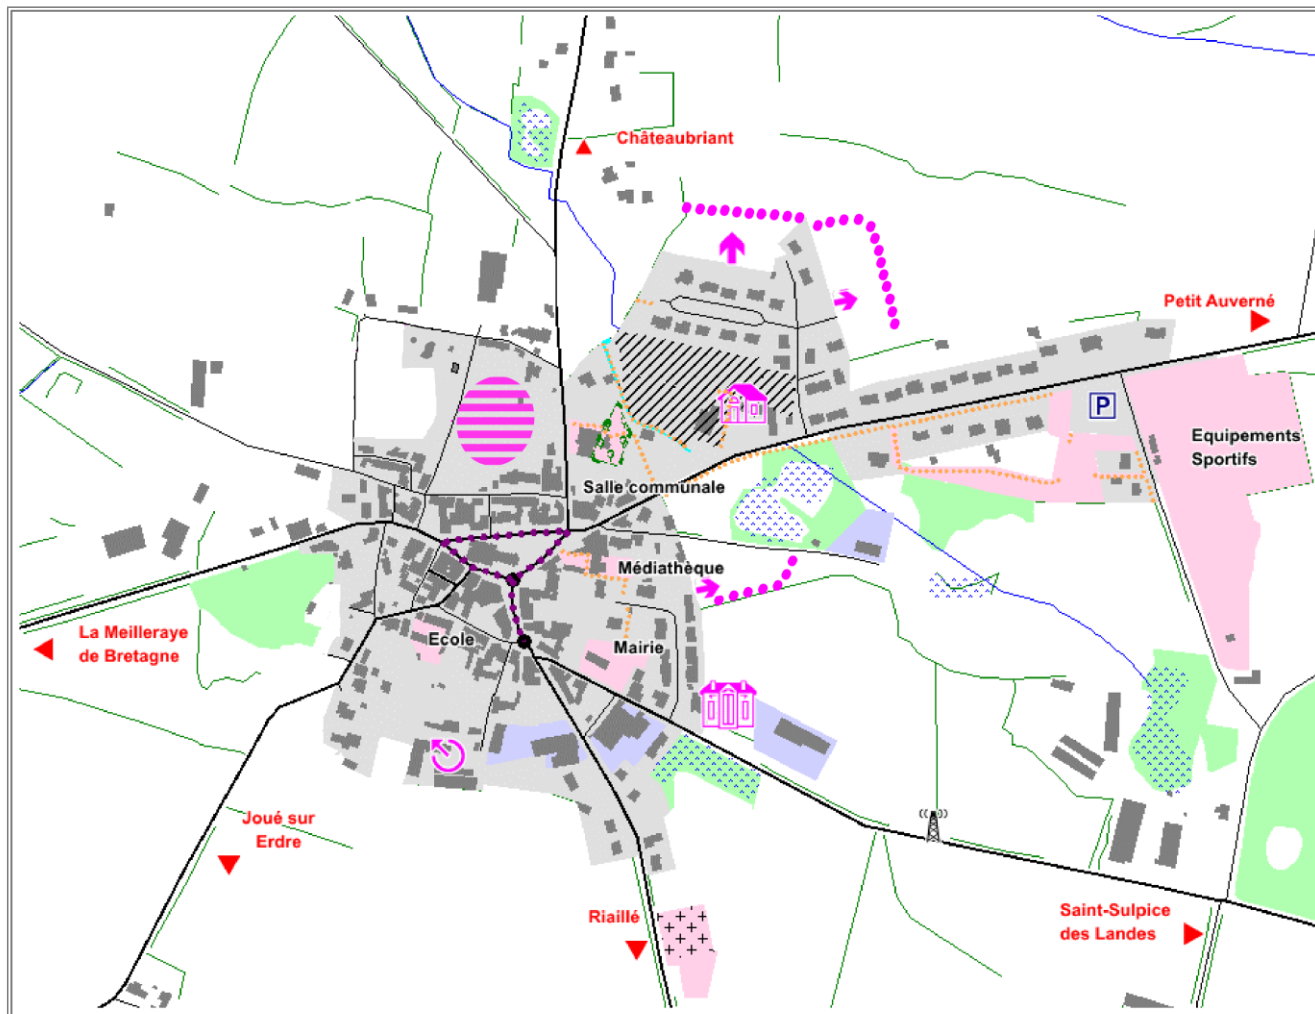 Châteaubriant
Petit Auverné
P
Equipements
Sportifs
Salle communale
Médiathèque
Ecole
Mairie
La Meilleraye
de Bretagne
Joué sur
Erdre
Riaillé
Saint-Sulpice
des Landes